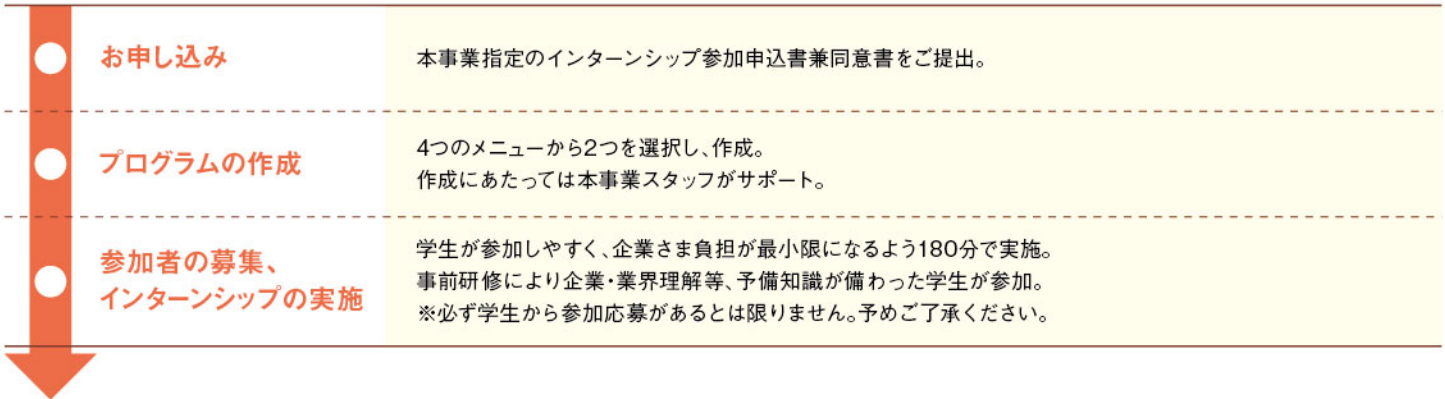 お申し込み
本事業指定のインターンシップ参加申込書兼同意書をご提出。
プログラムの作成
4つのメニューから2つを選択し、作成。
作成にあたっては本事業スタッフがサポート。
参加者の募集、
インターンシップの実施
学生が参加しやすく、企業さま負担が最小限になるよう180分で実施。
事前研修により企業・業界理解等、予備知識が備わった学生が参加。
※必ず学生から参加応募があるとは限りません。予めご了承ください。